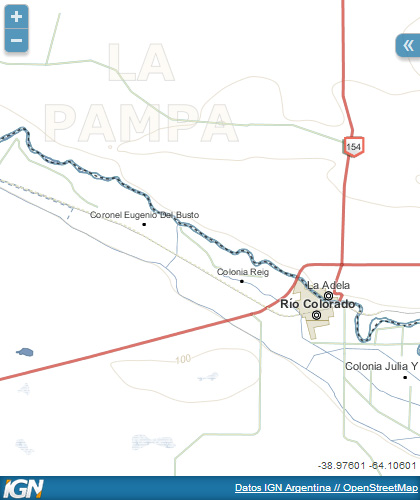 +
−
«
LA
PAMPA
154
Coronel Eugenio Del Busto
Colonia Reig
La Adela
Río Colorado
100
Colonia Julia Y
-38.97601 -64.10601
IGN
Datos IGN Argentina // OpenStreetMap